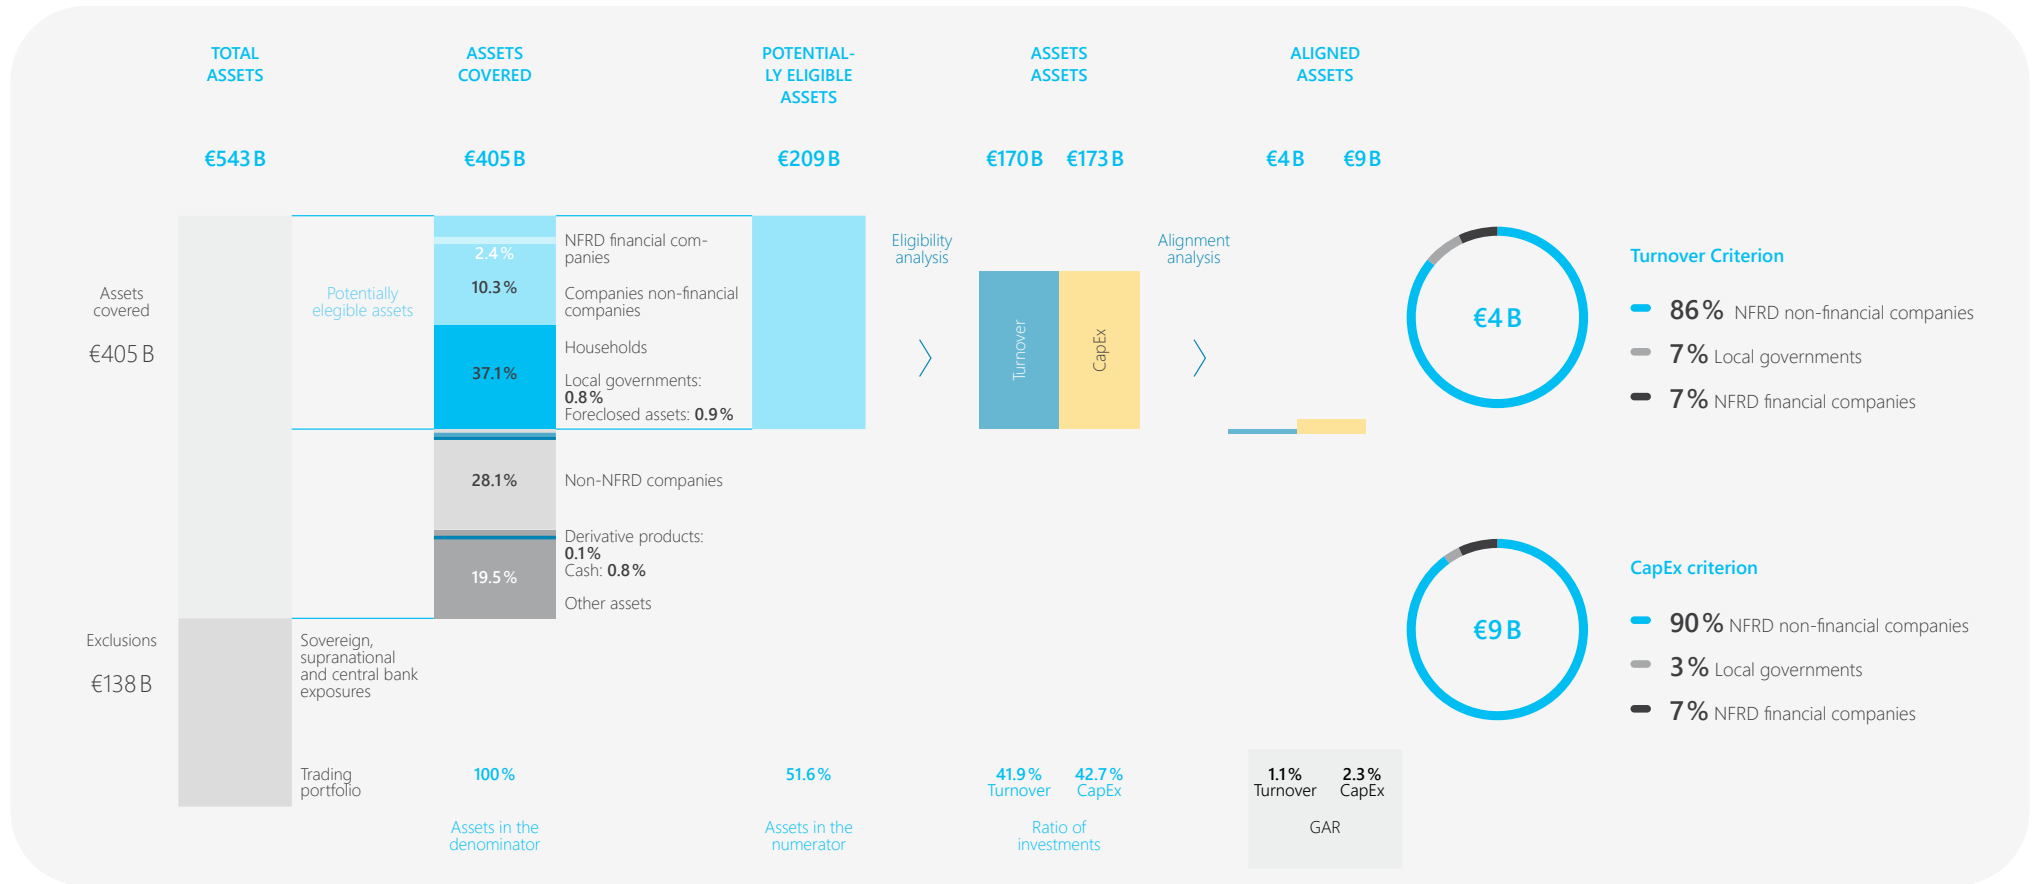 TOTAL
ASSETS
ASSETS
COVERED
POTENTIAL-
LY ELIGIBLE
ASSETS
ASSETS
ASSETS
ALIGNED
ASSETS
€543 B
€405 B
€209 B
€170 B €173 B
€4 B €9 B
Assets
covered
€405 B
Potentially
elegible assets
2.4 %
10.3 %
37.1 %
NFRD financial com-
panies
Companies non-financial
companies
Households
Local governments:
0.8 %
Foreclosed assets: 0.9 %
28.1 %
Non-NFRD companies
19.5 %
Derivative products:
0.1 %
Cash: 0.8 %
Other assets
Eligibility
analysis
Turnover
CapEx
Alignment
analysis
€4 B
Turnover Criterion
86 % NFRD non-financial companies
7 % Local governments
7 % NFRD financial companies
€9 B
CapEx criterion
90 % NFRD non-financial companies
3 % Local governments
7 % NFRD financial companies
Exclusions
€138 B
Sovereign,
supranational
and central bank
exposures
Trading
portfolio
100 %
Assets in the
denominator
51.6 %
Assets in the
numerator
41.9 % 42.7 %
Turnover CapEx
Ratio of
investments
1.1 % 2.3 %
Turnover CapEx
GAR